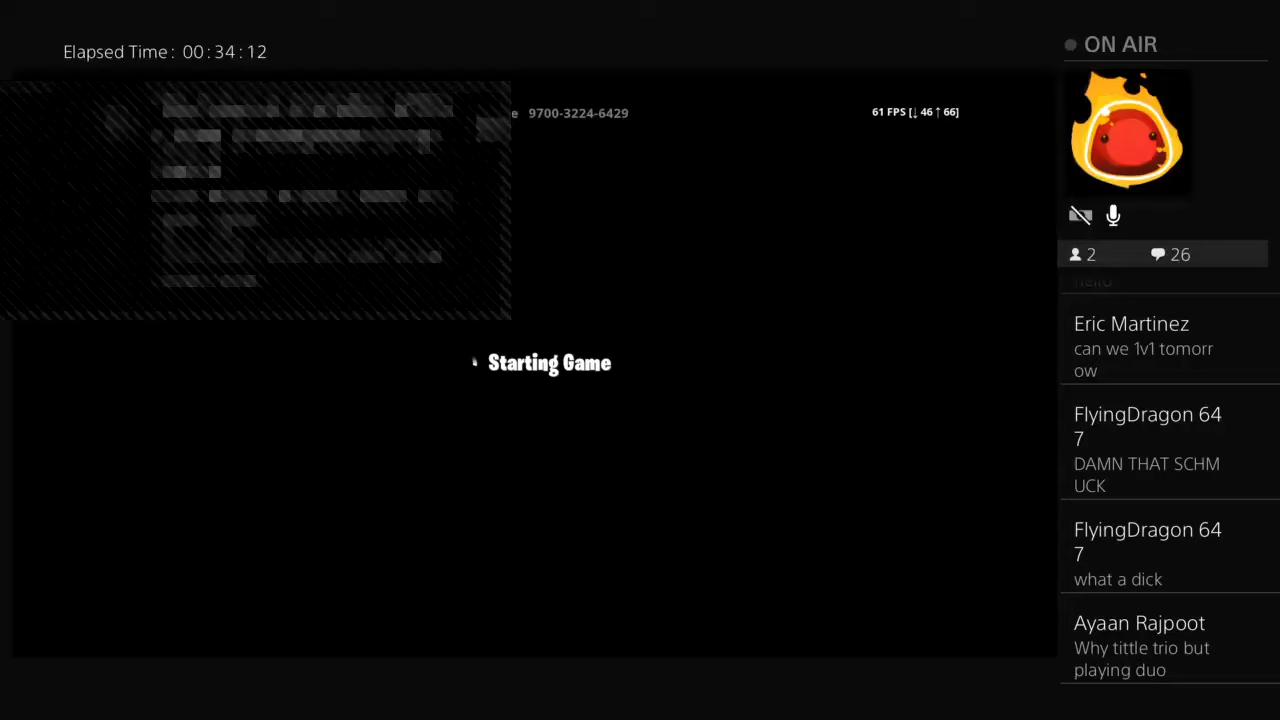 Elapsed Time: 00:34:12
ON AIR
e 9700-3224-6429
61 FPS [↓ 46 ↑ 66]
2 26
hello
Eric Martinez
can we 1v1 tomorr
ow
FlyingDragon 64
7
DAMN THAT SCHM
UCK
FlyingDragon 64
7
what a dick
Ayaan Rajpoot
Why tittle trio but
playing duo
Starting Game